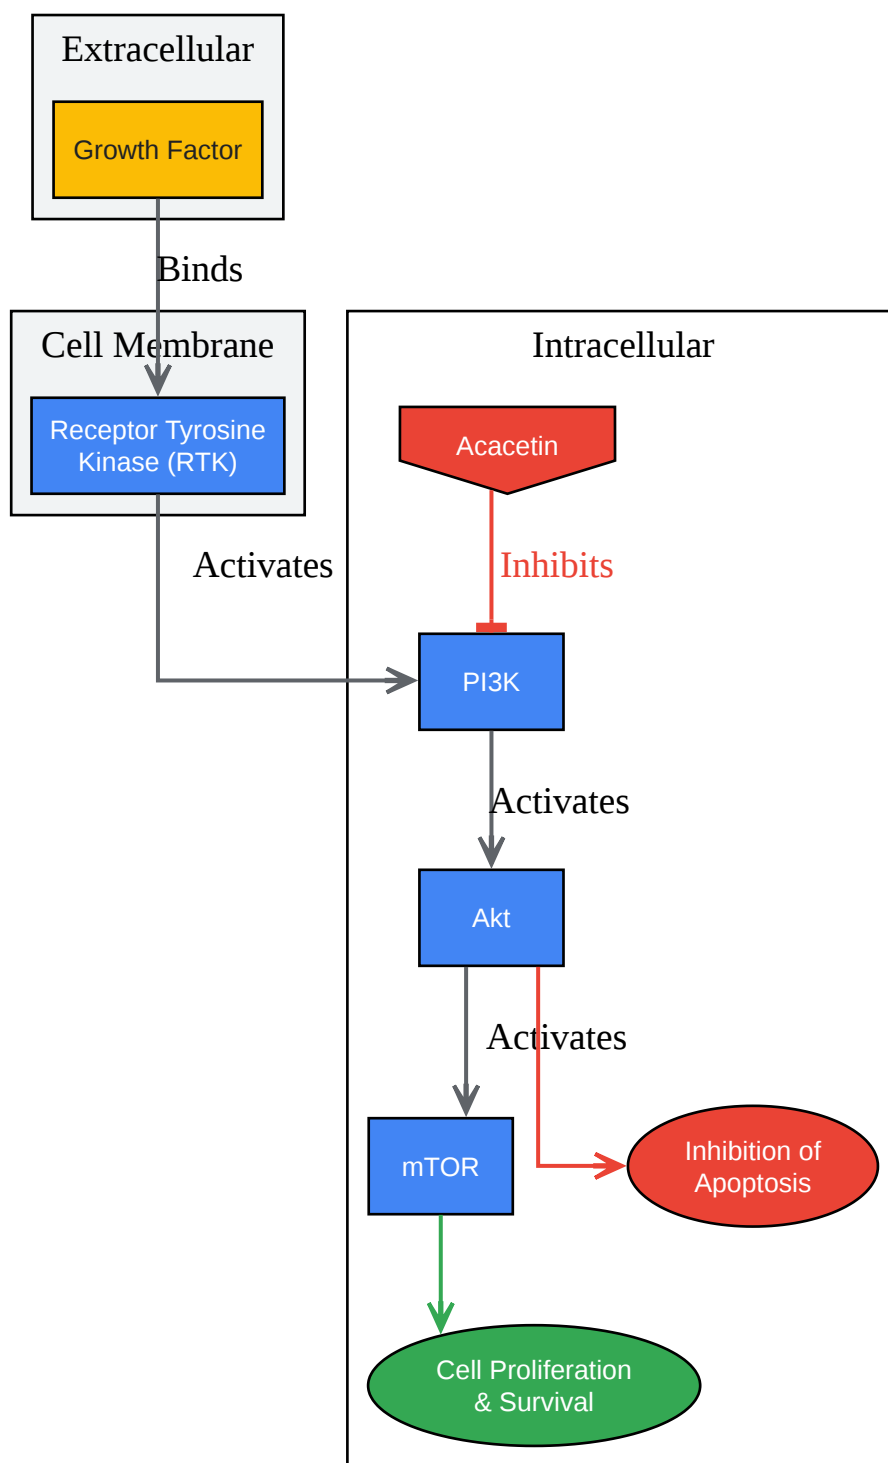 Extracellular
Growth Factor
Binds
Cell Membrane
Receptor Tyrosine
Kinase (RTK)
Intracellular
Acacetin
Activates
Inhibits
PI3K
Activates
Akt
Activates
mTOR
Inhibition of
Apoptosis
Cell Proliferation
& Survival